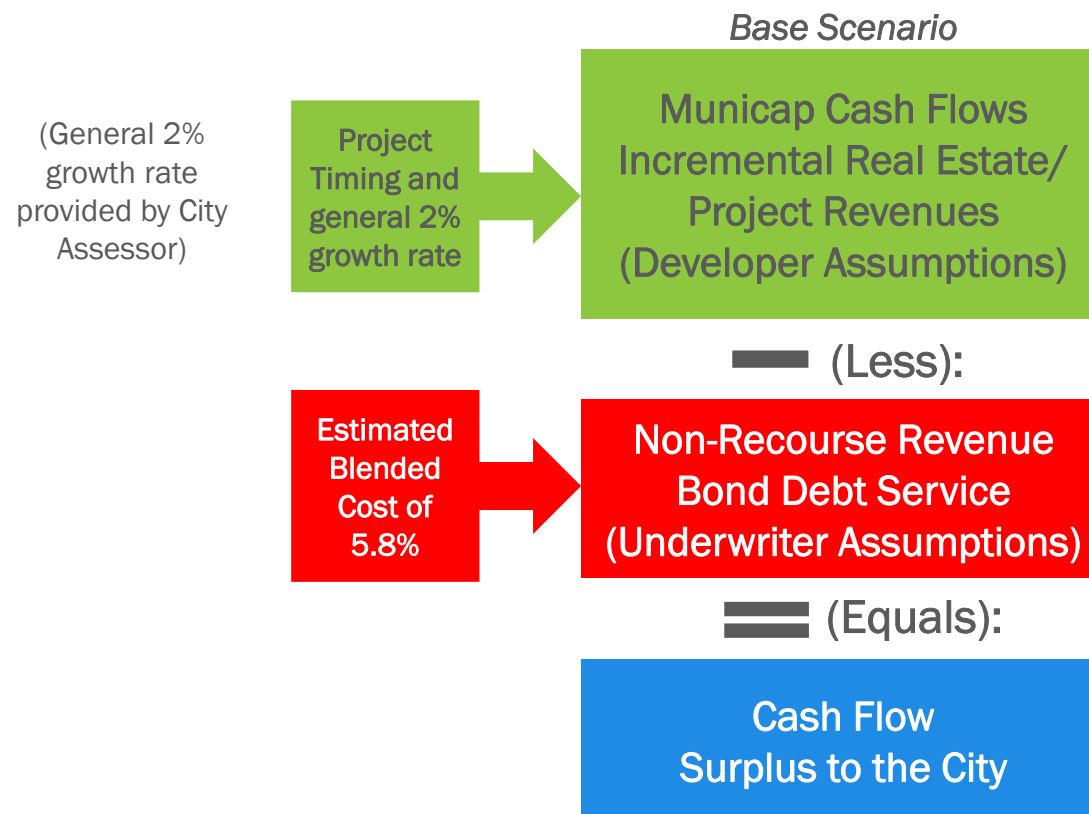 Base Scenario
(General 2%
growth rate
provided by City
Assessor)
Project
Timing and
general 2%
growth rate
Municap Cash Flows
Incremental Real Estate/
Project Revenues
(Developer Assumptions)
(Less):
Estimated
Blended
Cost of
5.8%
Non-Recourse Revenue
Bond Debt Service
(Underwriter Assumptions)
(Equals):
Cash Flow
Surplus to the City